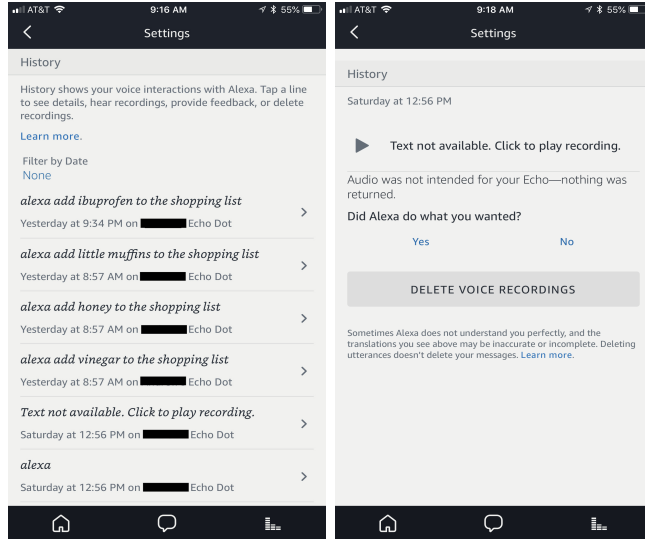 AT&T 9:16 AM 55%
Settings
History
History shows your voice interactions with Alexa. Tap a line
to see details, hear recordings, provide feedback, or delete
recordings.
Learn more.
Filter by Date
None
alexa add ibuprofen to the shopping list
Yesterday at 9:34 PM on Echo Dot
alexa add little muffins to the shopping list
Yesterday at 8:57 AM on Echo Dot
alexa add honey to the shopping list
Yesterday at 8:57 AM on Echo Dot
alexa add vinegar to the shopping list
Yesterday at 8:57 AM on Echo Dot
Text not available. Click to play recording.
Saturday at 12:56 PM on Echo Dot
alexa
Saturday at 12:56 PM on Echo Dot
AT&T 9:18 AM 55%
Settings
History
Saturday at 12:56 PM
Text not available. Click to play recording.
Audio was not intended for your Echo—nothing was
returned.
Did Alexa do what you wanted?
Yes No
DELETE VOICE RECORDINGS
Sometimes Alexa does not understand you perfectly, and the
translations you see above may be inaccurate or incomplete. Deleting
utterances doesn't delete your messages. Learn more.